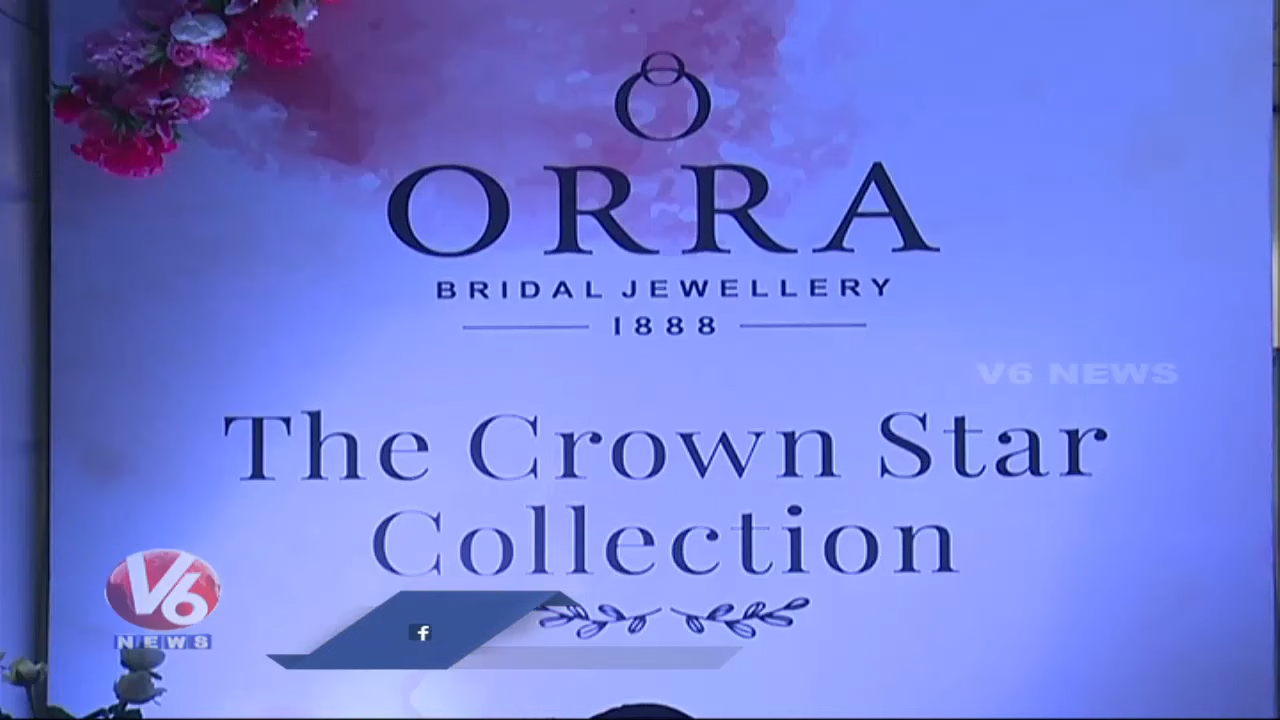 ORRA
BRIDAL JEWELLERY
1888
V6 NEWS
The Crown Star
Collection
V6
NEWS
f